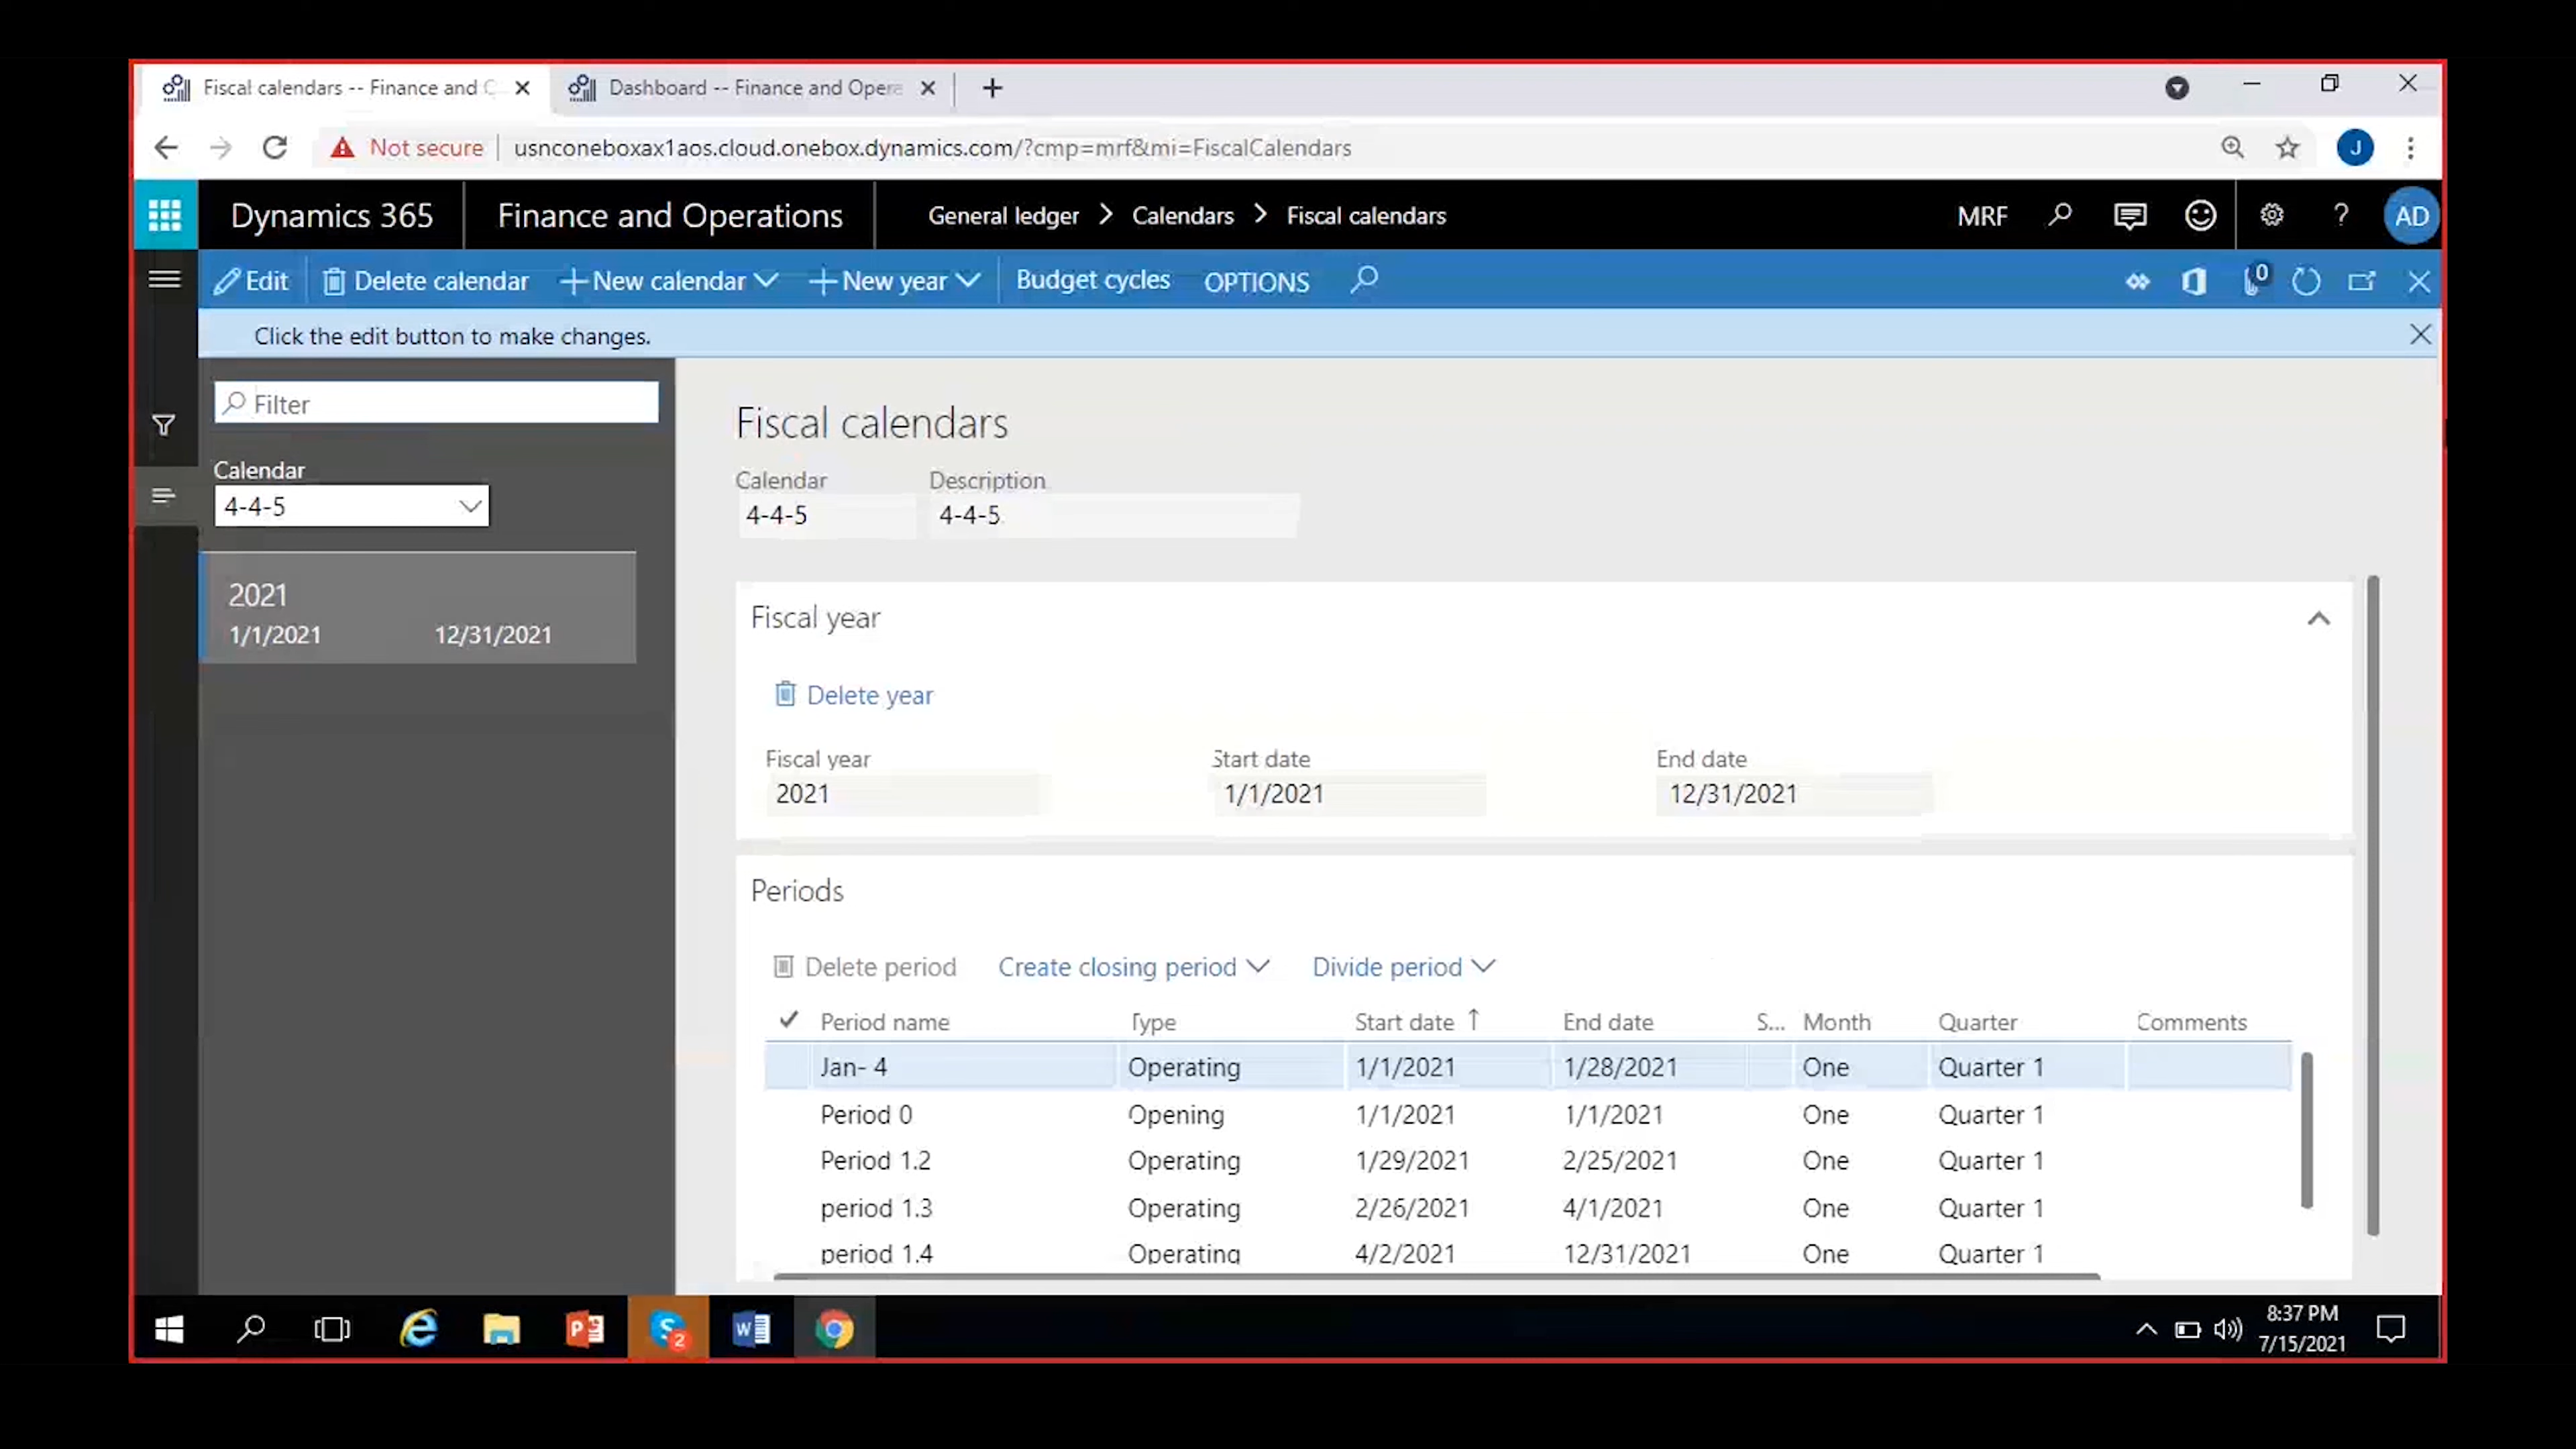 Fiscal calendars -- Finance and
Dashboard -- Finance and Opera
Not secure
usnconeboxax1aos.cloud.onebox.dynamics.com/?cmp=mrf&mi=FiscalCalendars
J
Dynamics 365
Finance and Operations
General ledger > Calendars > Fiscal calendars
MRF
?
AD
Edit
Delete calendar
New calendar
New year
Budget cycles
OPTIONS
0
Click the edit button to make changes.
Filter
Calendar
4-4-5
2021
1/1/2021 12/31/2021
Fiscal calendars
Calendar Description
4-4-5 4-4-5
Fiscal year
Delete year
Fiscal year Start date End date
2021 1/1/2021 12/31/2021
Periods
Delete period Create closing period Divide period
Period name Type Start date End date S... Month Quarter Comments
Jan- 4 Operating 1/1/2021 1/28/2021 One Quarter 1
Period 0 Opening 1/1/2021 1/1/2021 One Quarter 1
Period 1.2 Operating 1/29/2021 2/25/2021 One Quarter 1
period 1.3 Operating 2/26/2021 4/1/2021 One Quarter 1
period 1.4 Operating 4/2/2021 12/31/2021 One Quarter 1
2
8:37 PM
7/15/2021